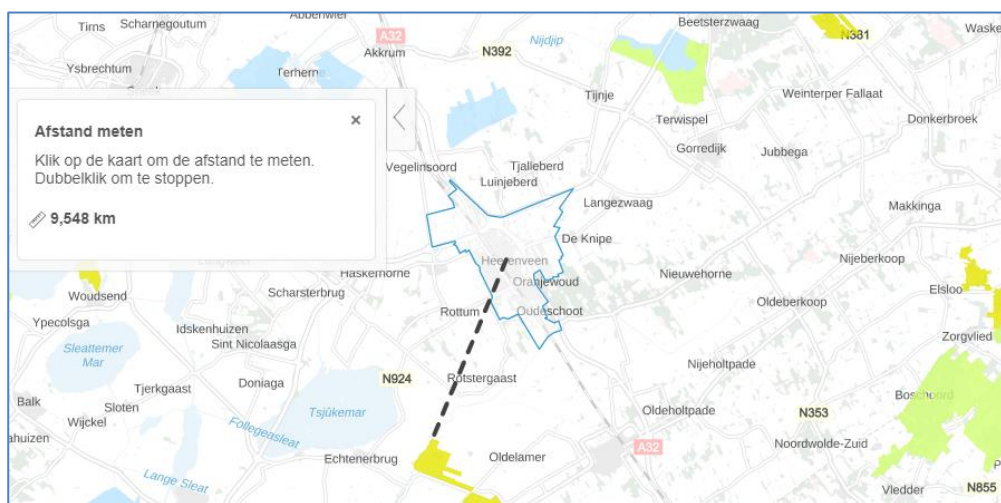 Tirns
Scharnegoutum
Abbenwier
A32
Beetsterzwaag
N381
Waske
Nijdjip
N392
Akkrum
Ysbrechtum
Terherne
Tijnje
Weinterper Fallaat
Donkerbroek
Terwispel
Afstand meten
Klik op de kaart om de afstand te meten.
Dubbelklik om te stoppen.
9,548 km
Gorredijk
Jubbega
Vegelinsoord
Tjalleberd
Luinjeberd
Langezwaag
Makkinga
De Knipe
Heerenveen
Nijeberkoop
Haskerhorne
Nieuwehorne
Oranjewoud
Elsloo
Woudsend
Scharsterbrug
Oldeberkoop
Rottum
Oudeschoot
Ypecolsga
Idskenhuizen
Zorgvlied
Sleattemer
Mar
Sint Nicolaasga
Nijeholtpade
N924
Rotstergaast
Tjerkgaast
Doniaga
Boschoord
Balk
Sloten
Tsjûkemar
Oldeholtpade
N353
Wijckel
Follegeasleat
ahuizen
A32
Noordwolde-Zuid
Echtenerbrug
Oldelamer
Lange Sleat
Vledder
N855